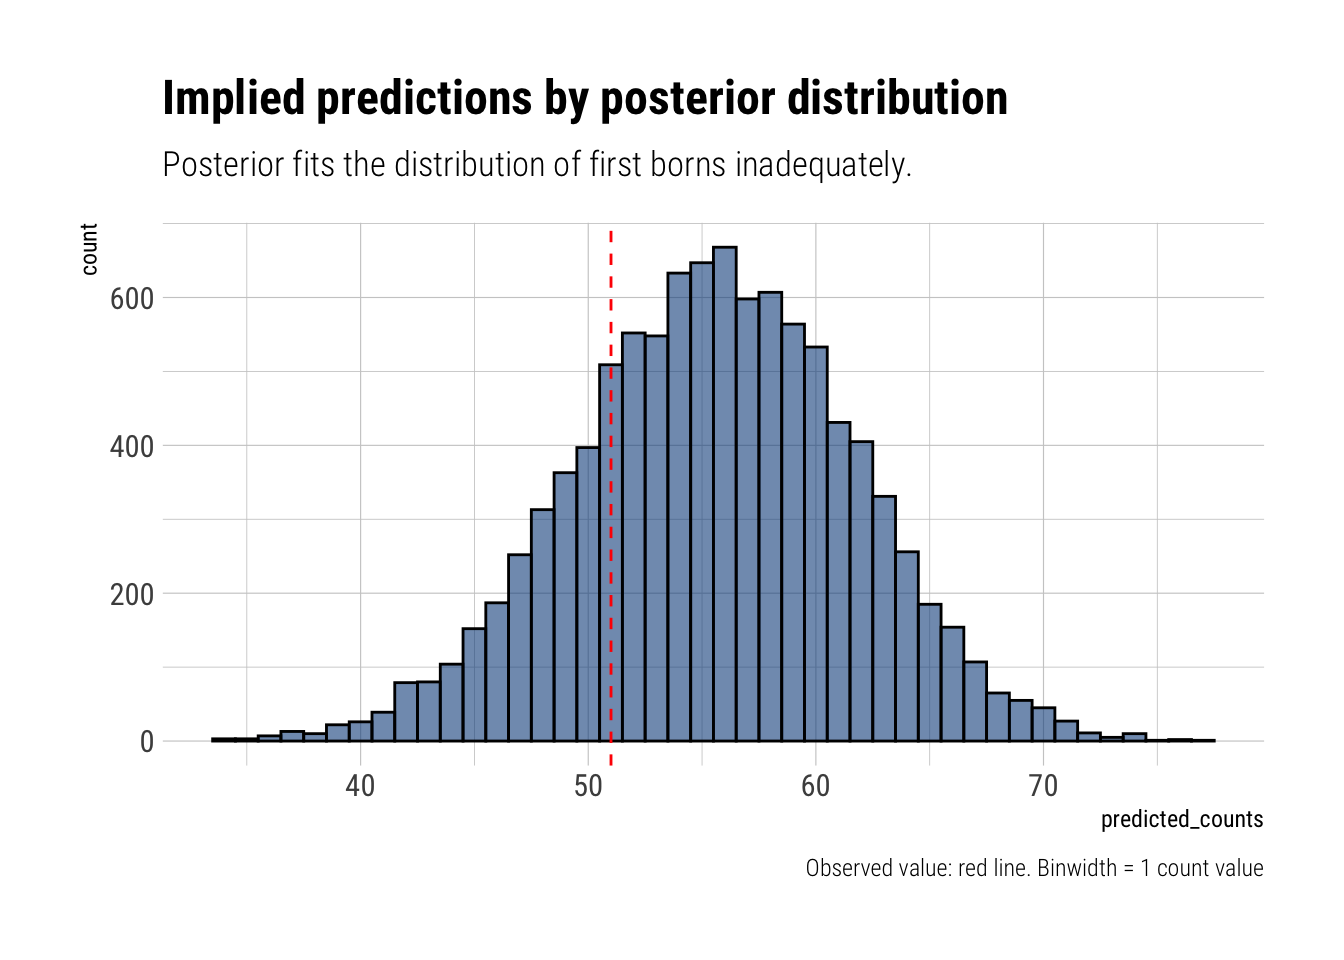 Implied predictions by posterior distribution
Posterior fits the distribution of first borns inadequately.
count
600
400
200
0
40 50 60 70
predicted_counts
Observed value: red line. Binwidth = 1 count value